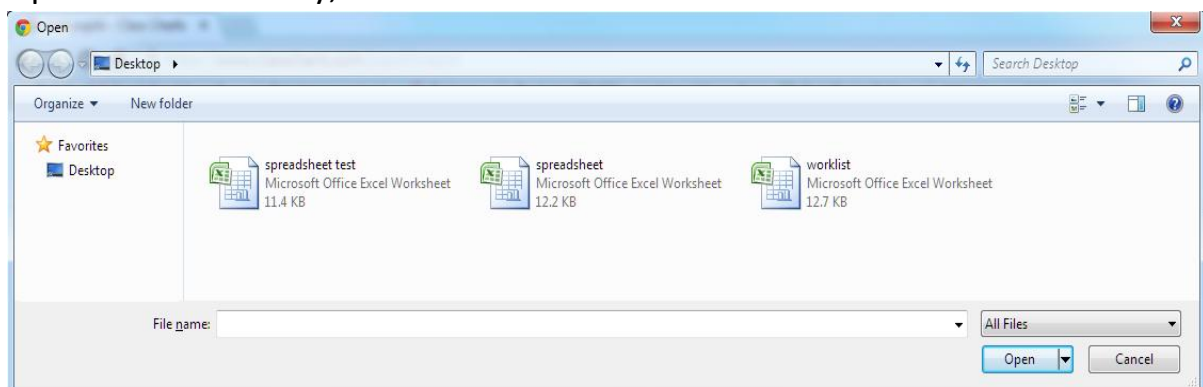 Open
Desktop
Search Desktop
Organize
New folder
Favorites
Desktop
spreadsheet test
Microsoft Office Excel Worksheet
11.4 KB
spreadsheet
Microsoft Office Excel Worksheet
12.2 KB
worklist
Microsoft Office Excel Worksheet
12.7 KB
File name:
All Files
Open
Cancel